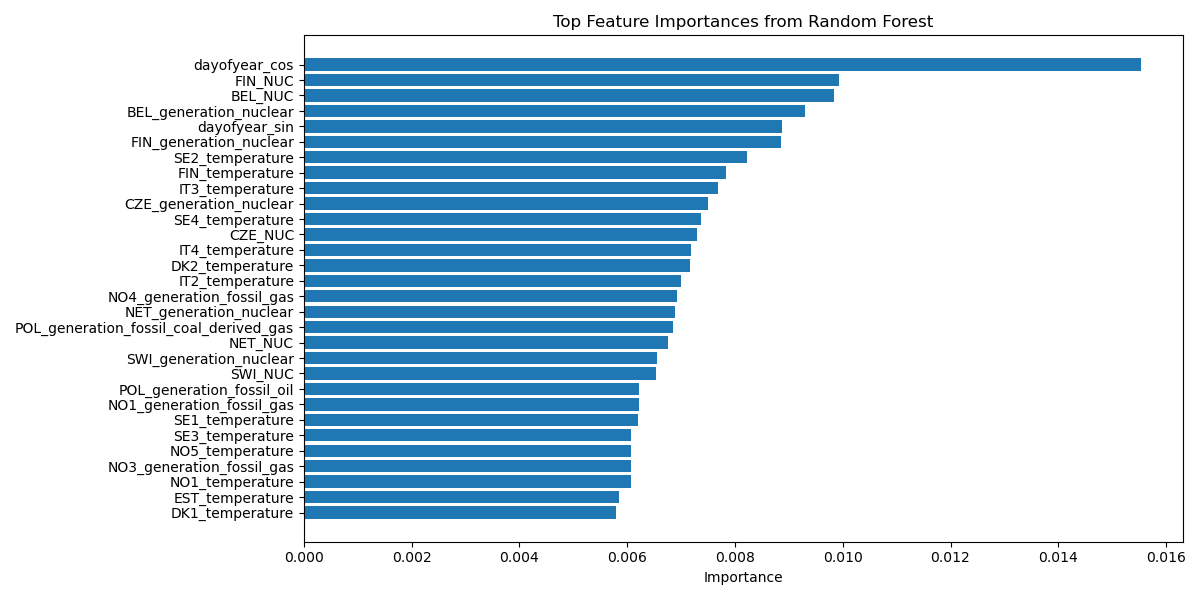 Top Feature Importances from Random Forest
dayofyear_cos
FIN_NUC
BEL_NUC
BEL_generation_nuclear
dayofyear_sin
FIN_generation_nuclear
SE2_temperature
FIN_temperature
IT3_temperature
CZE_generation_nuclear
SE4_temperature
CZE_NUC
IT4_temperature
DK2_temperature
IT2_temperature
NO4_generation_fossil_gas
NET_generation_nuclear
POL_generation_fossil_coal_derived_gas
NET_NUC
SWI_generation_nuclear
SWI_NUC
POL_generation_fossil_oil
NO1_generation_fossil_gas
SE1_temperature
SE3_temperature
NO5_temperature
NO3_generation_fossil_gas
NO1_temperature
EST_temperature
DK1_temperature
0.000 0.002 0.004 0.006 0.008 0.010 0.012 0.014 0.016
Importance